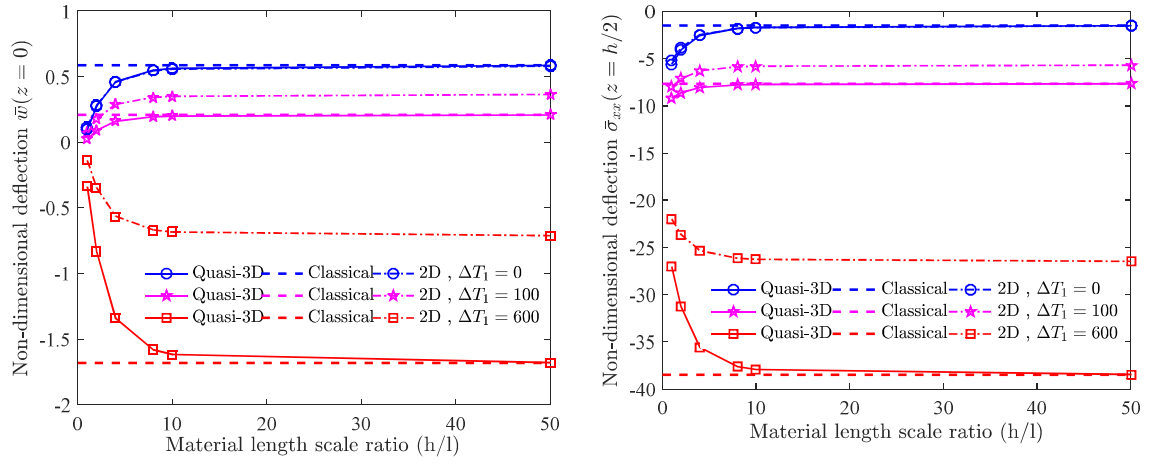 Non-dimensional deflection w̄(z = 0)
1
0.5
0
-0.5
-1
-1.5
-2
Quasi-3D Classical 2D , ΔT₁ = 0
Quasi-3D Classical 2D , ΔT₁ = 100
Quasi-3D Classical 2D , ΔT₁ = 600
0 10 20 30 40 50
Material length scale ratio (h/l)
Non-dimensional deflection σ̄ₓₓ(z = h/2)
0
-5
-10
-15
-20
-25
-30
-35
-40
Quasi-3D Classical 2D , ΔT₁ = 0
Quasi-3D Classical 2D , ΔT₁ = 100
Quasi-3D Classical 2D , ΔT₁ = 600
0 10 20 30 40 50
Material length scale ratio (h/l)